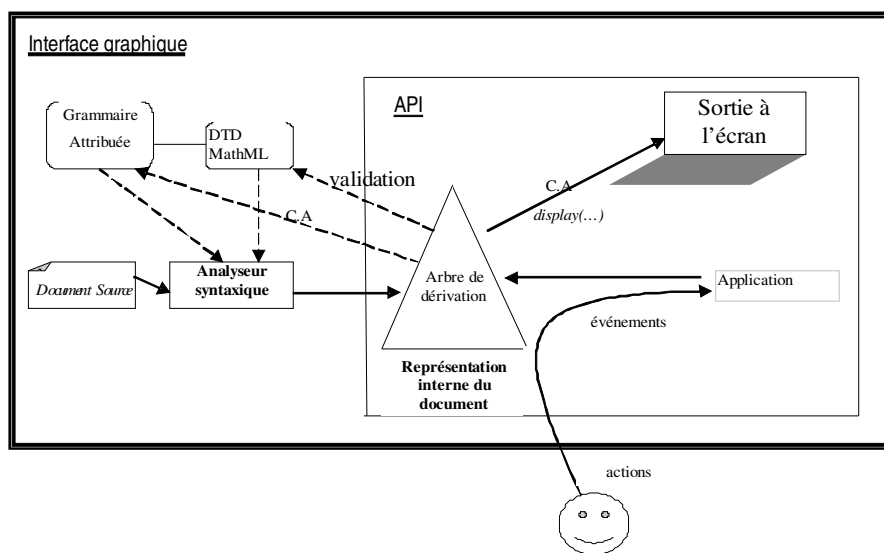 Interface graphique
Grammaire
Attribuée
DTD
MathML
API
Sortie à
l'écran
validation
C.A
C.A
display(...)
Document Source
Analyseur
syntaxique
Arbre de
dérivation
Application
événements
Représentation
interne du
document
actions